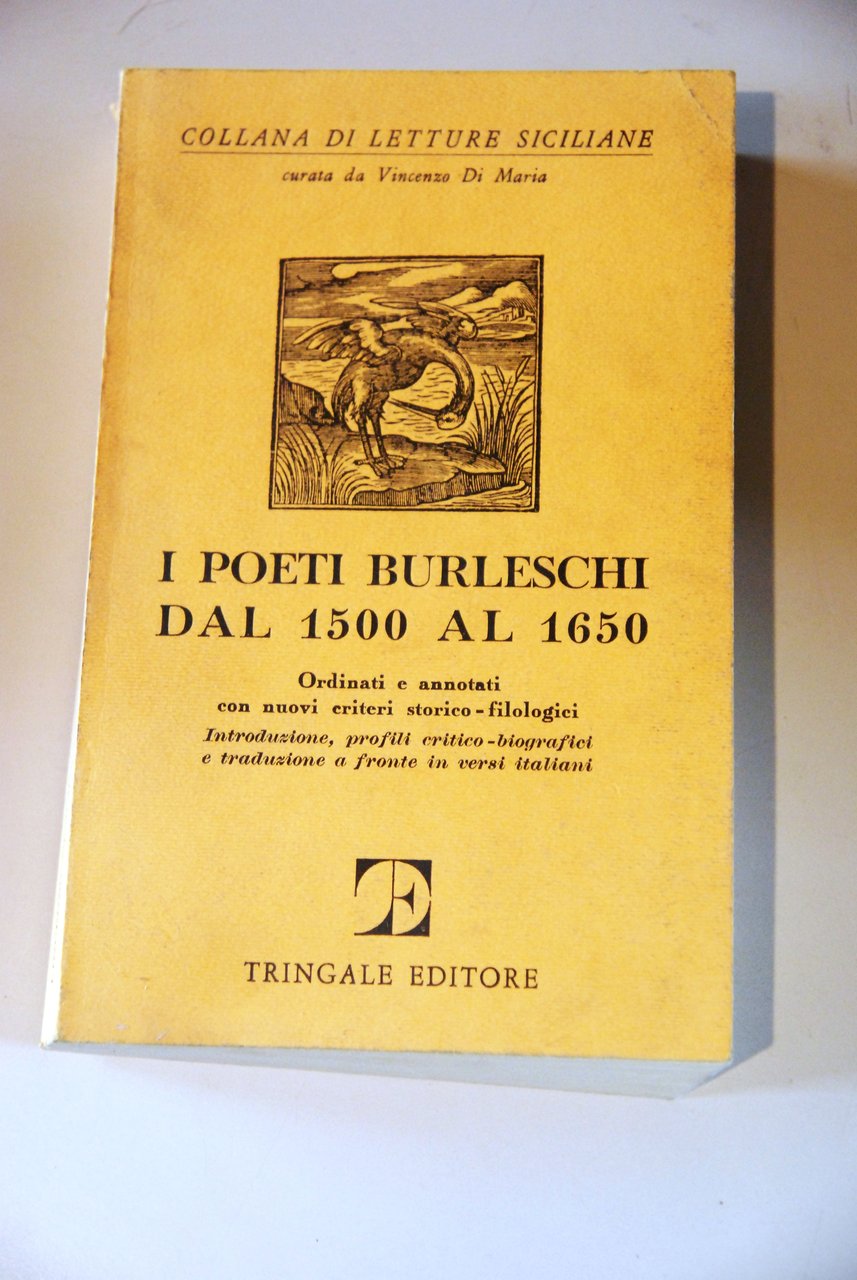 COLLANA DI LETTURE SICILIANE
curata da Vincenzo Di Maria
I POETI BURLESCHI
DAL 1500 AL 1650
Ordinati e annotati
con nuovi criteri storico-filologici
Introduzione, profili critico-biografici
e traduzione a fronte in versi italiani
TE
TRINGALE EDITORE